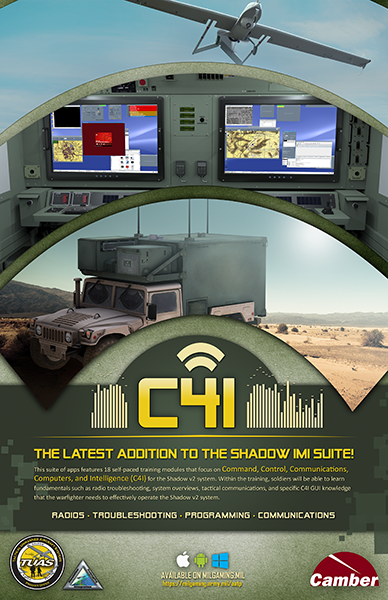 C4I
THE LATEST ADDITION TO THE SHADOW IMI SUITE!
This suite of apps features 18 self-paced training modules that focus on Command, Control, Communications,
Computers, and Intelligence (C4I) for the Shadow v2 system. Within the training, soldiers will be able to learn
fundamentals such as radio troubleshooting, system overviews, tactical communications, and specific C4I GUI knowledge
that the warfighter needs to effectively operate the Shadow v2 system.
RADIOS · TROUBLESHOOTING · PROGRAMMING · COMMUNICATIONS
TUAS
AVAILABLE ON MILGAMING.MIL
Camber